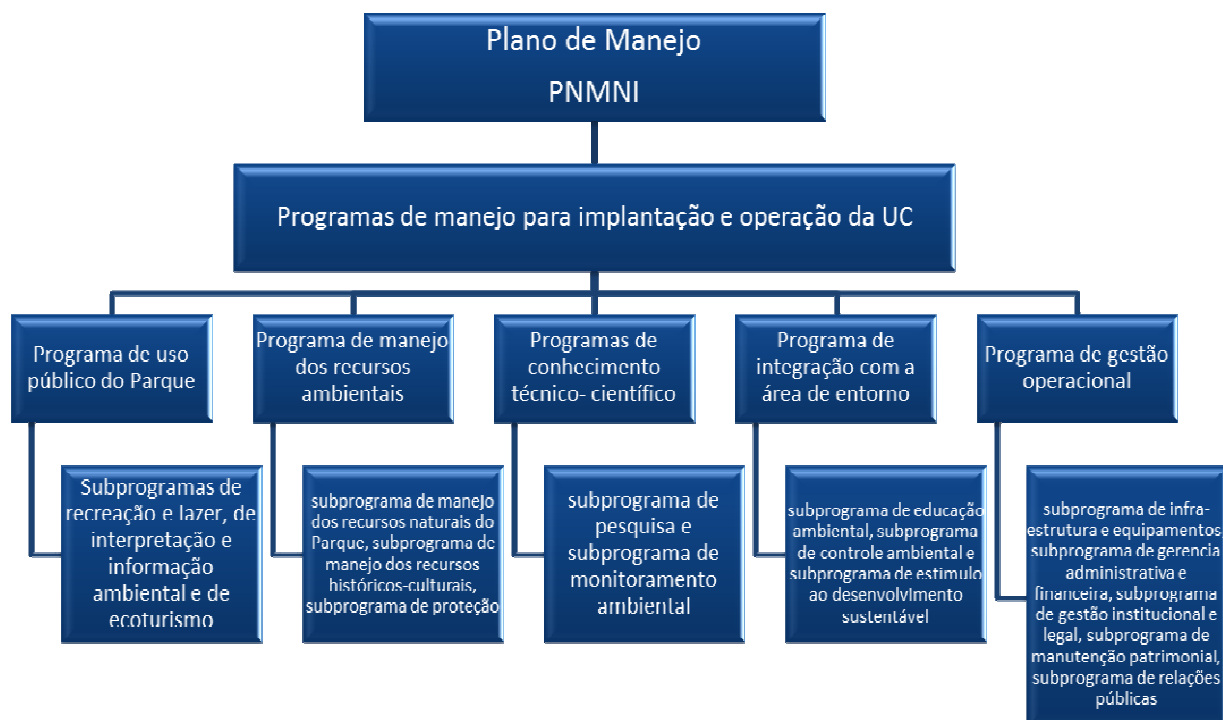 Plano de Manejo
PNMNI
Programas de manejo para implantação e operação da UC
Programa de uso
público do Parque
Programa de manejo
dos recursos
ambientais
Programas de
conhecimento
técnico- científico
Programa de
integração com a
área de entorno
Programa de gestão
operacional
Subprogramas de
recreação e lazer, de
interpretação e
informação
ambiental e de
ecoturismo
subprograma de manejo
dos recursos naturais do
Parque, subprograma de
manejo dos recursos
históricos-culturais,
subprograma de proteção
subprograma de
pesquisa e
subprograma de
monitoramento
ambiental
subprograma de educação
ambiental, subprograma
de controle ambiental e
subprograma de estímulo
ao desenvolvimento
sustentável
subprograma de infra-
estrutura e equipamentos
subprograma de gerencia
administrativa e
financeira, subprograma
de gestão institucional e
legal, subprograma de
manutenção patrimonial,
subprograma de relações
públicas